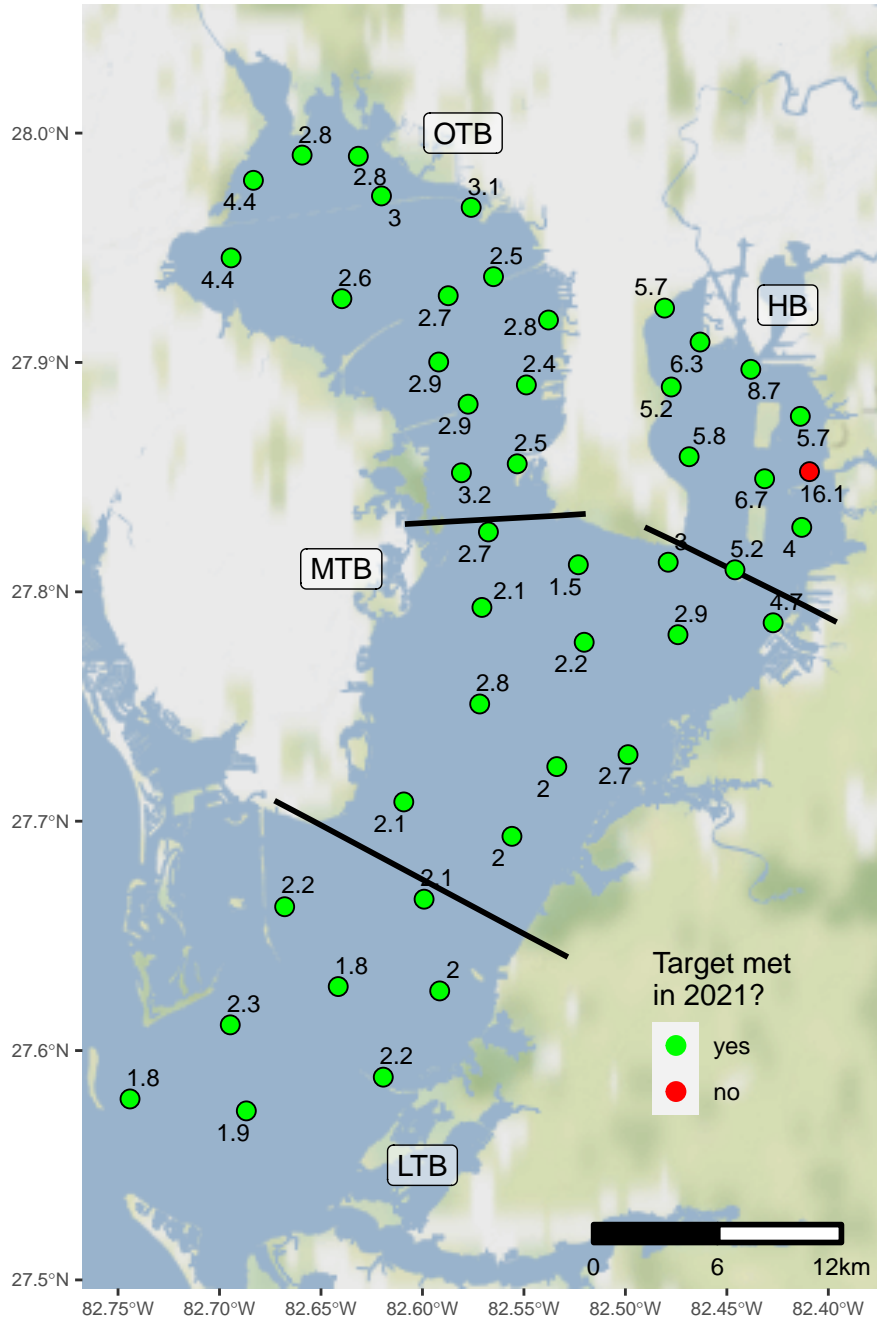 28.0°N
27.9°N
27.8°N
27.7°N
27.6°N
27.5°N
OTB
2.8
2.8
4.4
3
3.1
4.4
2.6
2.5
2.7
2.8
2.9
2.4
2.9
2.5
3.2
HB
5.7
6.3
5.2
8.7
5.7
5.8
6.7
16.1
4
5.2
4.7
3
MTB
2.7
1.5
2.1
2.2
2.9
2.8
2
2.7
2.1
2
2.1
2.2
1.8
2
2.3
2.2
1.8
1.9
LTB
Target met
in 2021?
yes
no
0 6 12km
82.75°W 82.70°W 82.65°W 82.60°W 82.55°W 82.50°W 82.45°W 82.40°W